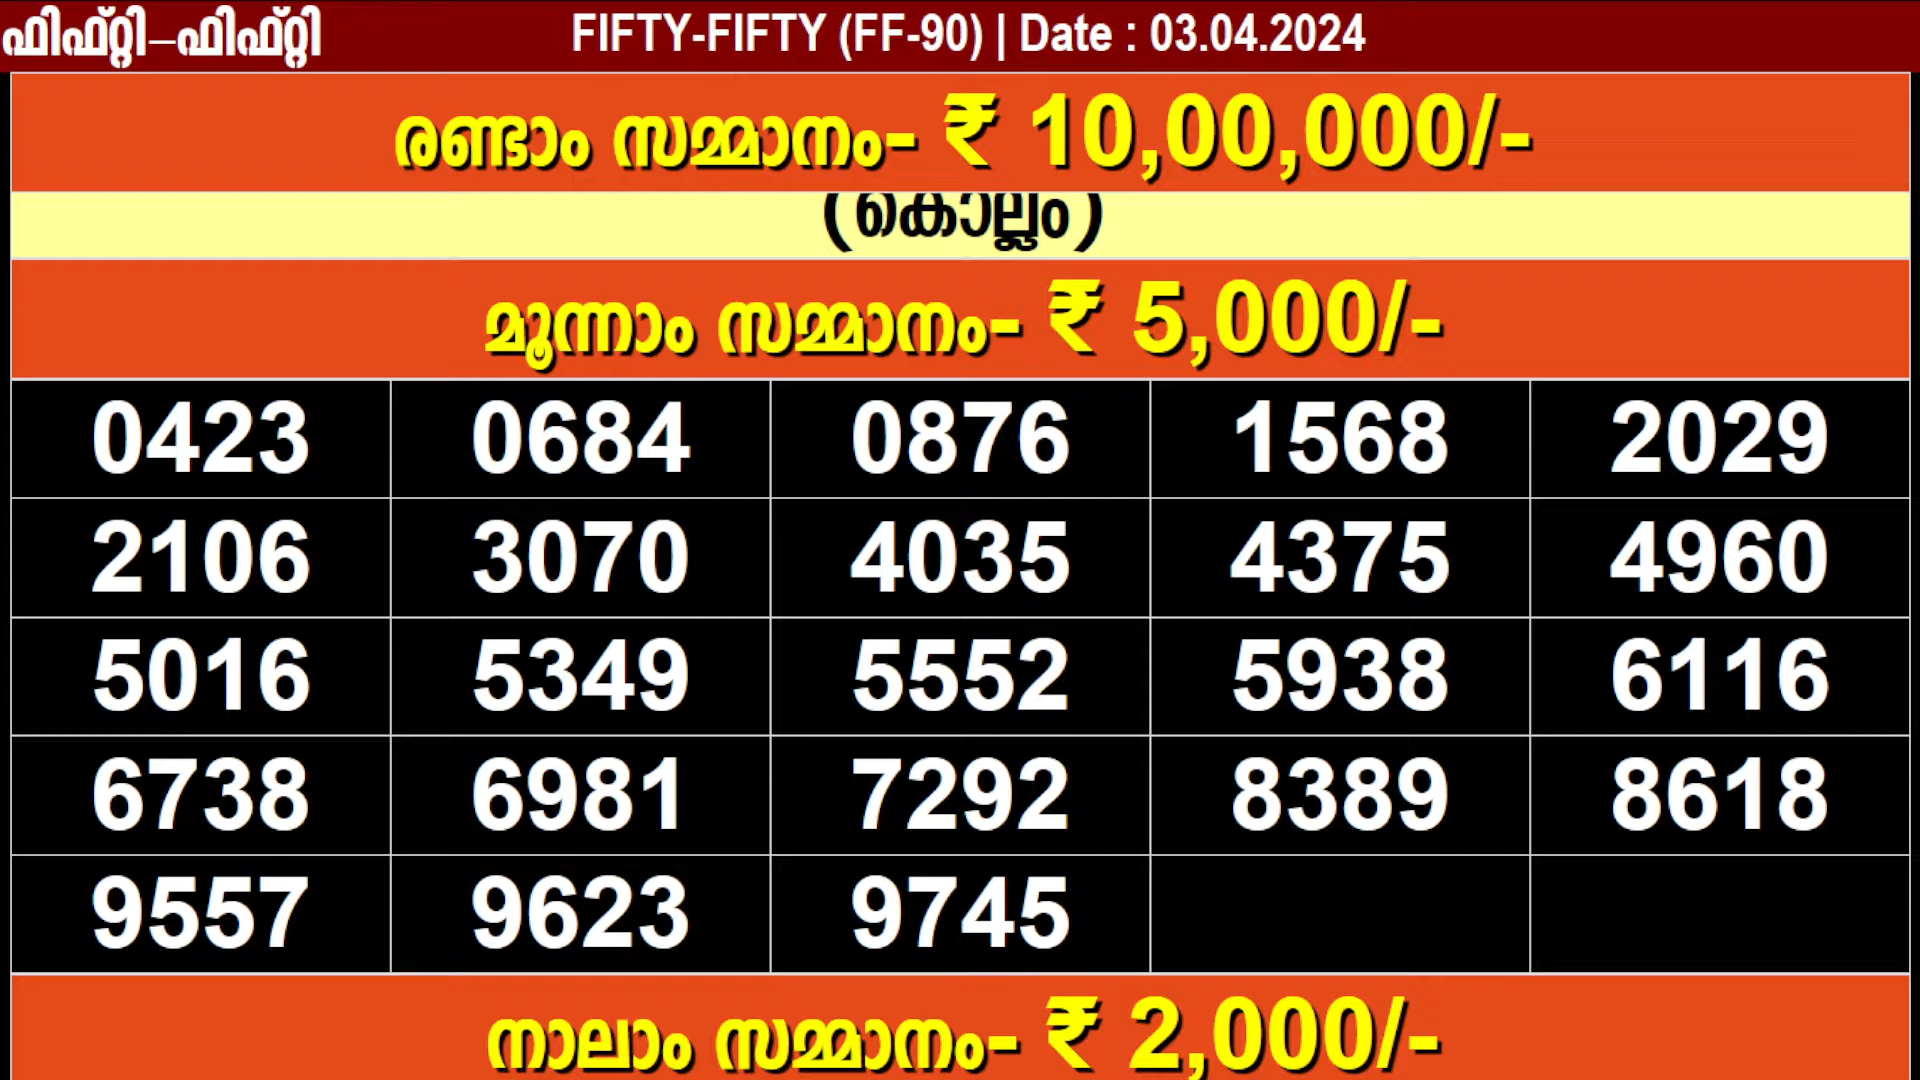 ഫിഫ്റ്റി-ഫിഫ്റ്റി FIFTY-FIFTY (FF-90) | Date : 03.04.2024
രണ്ടാം സമ്മാനം- ₹ 10,00,000/-
(കൊല്ലം)
മൂന്നാം സമ്മാനം- ₹ 5,000/-
0423 0684 0876 1568 2029
2106 3070 4035 4375 4960
5016 5349 5552 5938 6116
6738 6981 7292 8389 8618
9557 9623 9745
നാലാം സമ്മാനം- ₹ 2,000/-